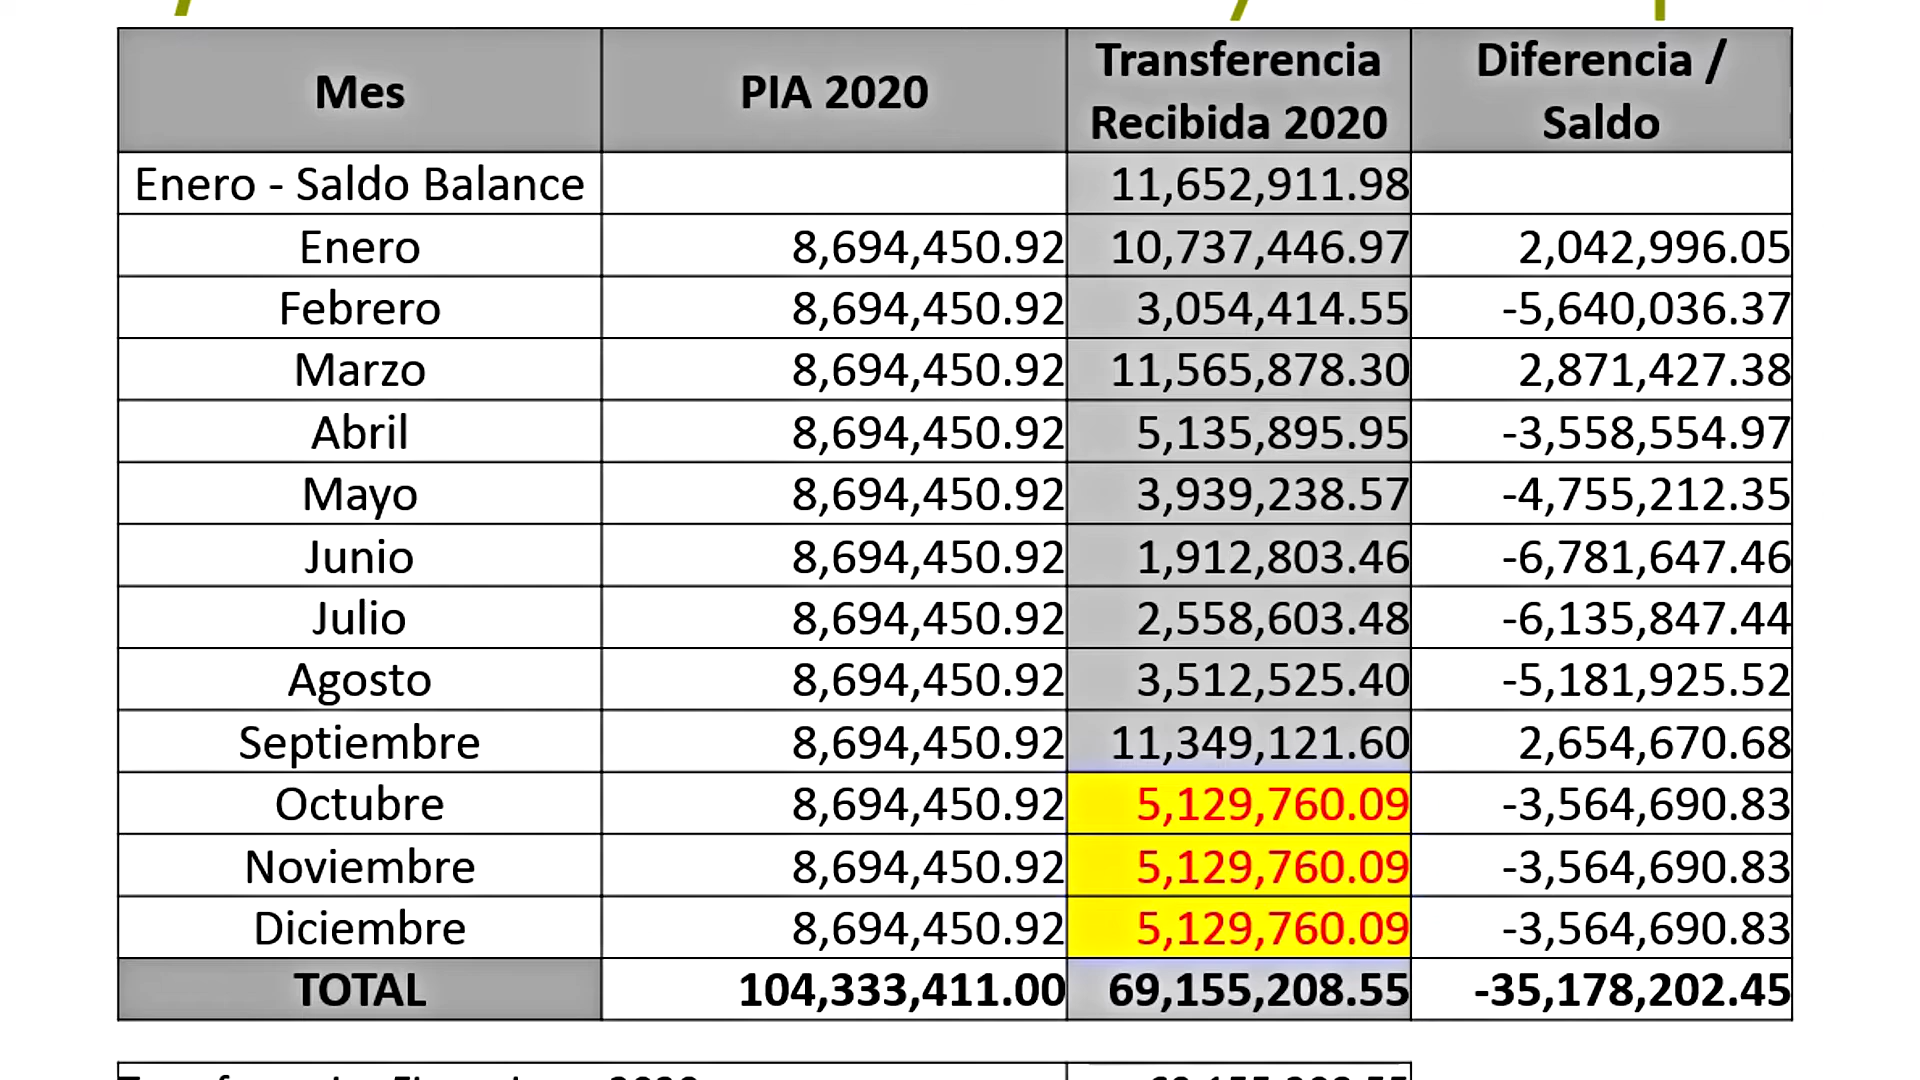 Mes PIA 2020 Transferencia Recibida 2020 Diferencia / Saldo
Enero - Saldo Balance 11,652,911.98
Enero 8,694,450.92 10,737,446.97 2,042,996.05
Febrero 8,694,450.92 3,054,414.55 -5,640,036.37
Marzo 8,694,450.92 11,565,878.30 2,871,427.38
Abril 8,694,450.92 5,135,895.95 -3,558,554.97
Mayo 8,694,450.92 3,939,238.57 -4,755,212.35
Junio 8,694,450.92 1,912,803.46 -6,781,647.46
Julio 8,694,450.92 2,558,603.48 -6,135,847.44
Agosto 8,694,450.92 3,512,525.40 -5,181,925.52
Septiembre 8,694,450.92 11,349,121.60 2,654,670.68
Octubre 8,694,450.92 5,129,760.09 -3,564,690.83
Noviembre 8,694,450.92 5,129,760.09 -3,564,690.83
Diciembre 8,694,450.92 5,129,760.09 -3,564,690.83
TOTAL 104,333,411.00 69,155,208.55 -35,178,202.45